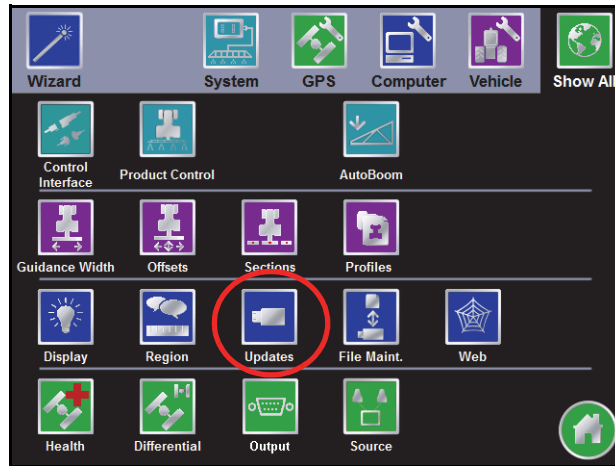 Wizard
System
GPS
Computer
Vehicle
Show All
Control
Interface
Product Control
AutoBoom
Guidance Width
Offsets
Sections
Profiles
Display
Region
Updates
File Maint.
Web
Health
Differential
Output
Source